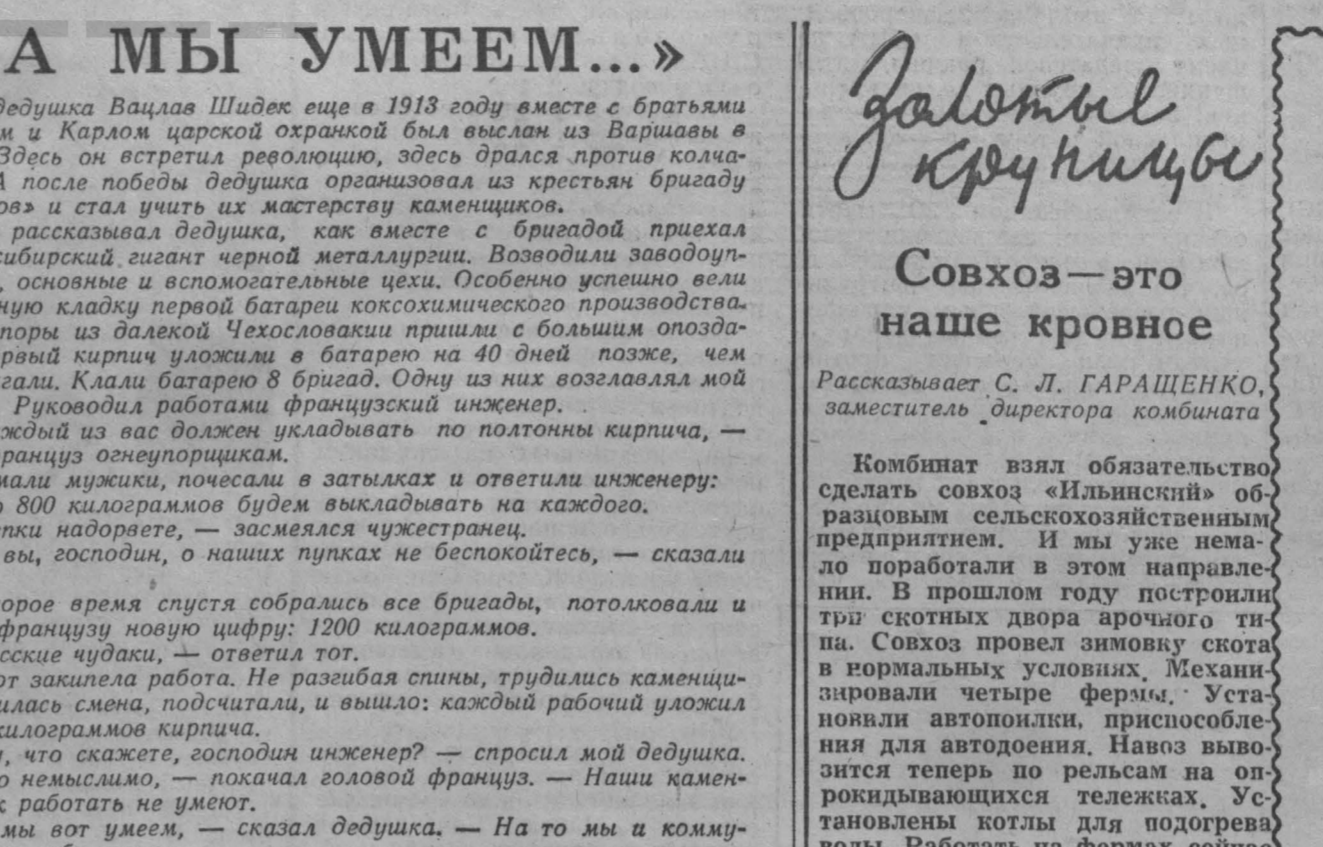 А МЫ УМЕЕМ...»
дедушка Вацлав Шидек еще в 1913 году вместе с братьями
м и Карлом царской охранкой был выслан из Варшавы в
Здесь он встретил революцию, здесь дрался против колча-
А после победы дедушка организовал из крестьян бригаду
ов» и стал учить их мастерству каменщиков.
рассказывал дедушка, как вместе с бригадой приехал
сибирский гигант черной металлургии. Возводили заводоуп-
, основные и вспомогательные цехи. Особенно успешно вели
ную кладку первой батареи коксохимического производства.
поры из далекой Чехословакии пришли с большим опозда-
ервый кирпич уложили в батарею на 40 дней позже, чем
гали. Клали батарею 8 бригад. Одну из них возглавлял мой
Руководил работами французский инженер.
ждый из вас должен укладывать по полтонны кирпича, —
ранцуз огнеупорщикам.
мали мужики, почесали в затылках и ответили инженеру:
о 800 килограммов будем выкладывать на каждого.
пки надорвете, — засмеялся чужестранец.
вы, господин, о наших пупках не беспокойтесь, — сказали
орое время спустя собрались все бригады, потолковали и
французу новую цифру: 1200 килограммов.
сские чудаки, — ответил тот.
от закипела работа. Не разгибая спины, трудились каменщи-
илась смена, подсчитали, и вышло: каждый рабочий уложил
килограммов кирпича.
, что скажете, господин инженер? — спросил мой дедушка.
о немыслимо, — покачал головой француз. — Наши камен-
к работать не умеют.
мы вот умеем, — сказал дедушка. — На то мы и комму-
Золотые
крупицы
Совхоз — это
наше кровное
Рассказывает С. Л. ГАРАЩЕНКО,
заместитель директора комбината
Комбинат взял обязательство
сделать совхоз «Ильинский» об-
разцовым сельскохозяйственным
предприятием. И мы уже нема-
ло поработали в этом направле-
нии. В прошлом году построили
три скотных двора арочного ти-
па. Совхоз провел зимовку скота
в нормальных условиях. Механи-
зировали четыре фермы. Уста-
новили автопоилки, приспособле-
ния для автодоения. Навоз выво-
зится теперь по рельсам на оп-
рокидывающихся тележках. Ус-
тановлены котлы для подогрева
воды. Работать на фермах сейчас